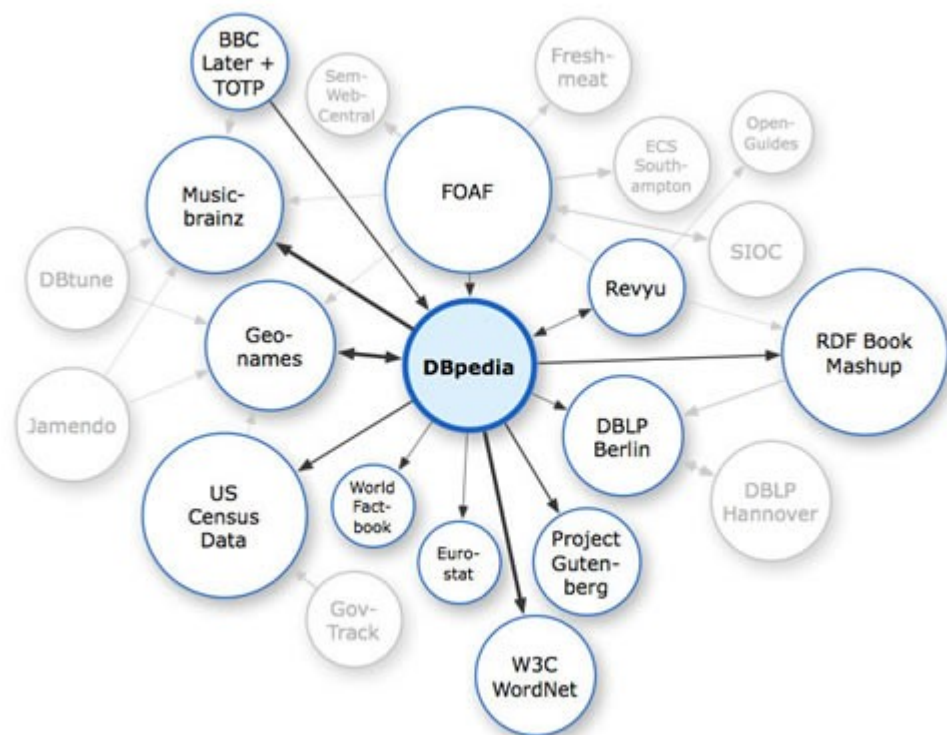 BBC
Later +
TOTP
Sem-
Web-
Central
Fresh-
meat
FOAF
ECS
South-
ampton
Open-
Guides
Music-
brainz
SIOC
DBtune
Revyu
Geo-
names
DBpedia
RDF Book
Mashup
Jamendo
DBLP
Berlin
US
Census
Data
World
Fact-
book
Euro-
stat
Project
Guten-
berg
DBLP
Hannover
Gov-
Track
W3C
WordNet